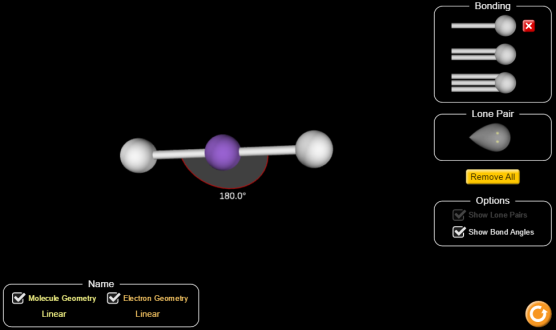 Bonding
Lone Pair
Remove All
Options
Show Lone Pairs
Show Bond Angles
180.0°
Name
Molecule Geometry Electron Geometry
Linear Linear